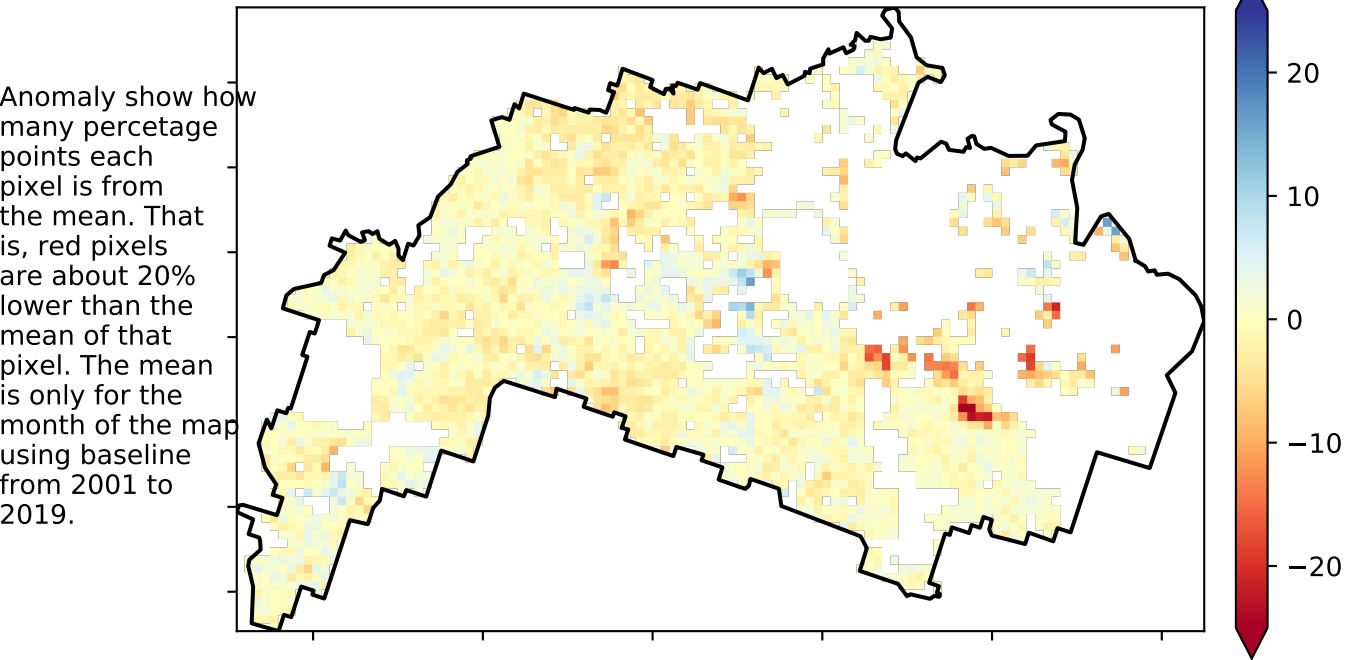 Anomaly show how
many percetage
points each
pixel is from
the mean. That
is, red pixels
are about 20%
lower than the
mean of that
pixel. The mean
is only for the
month of the map
using baseline
from 2001 to
2019.
20
10
0
−10
−20